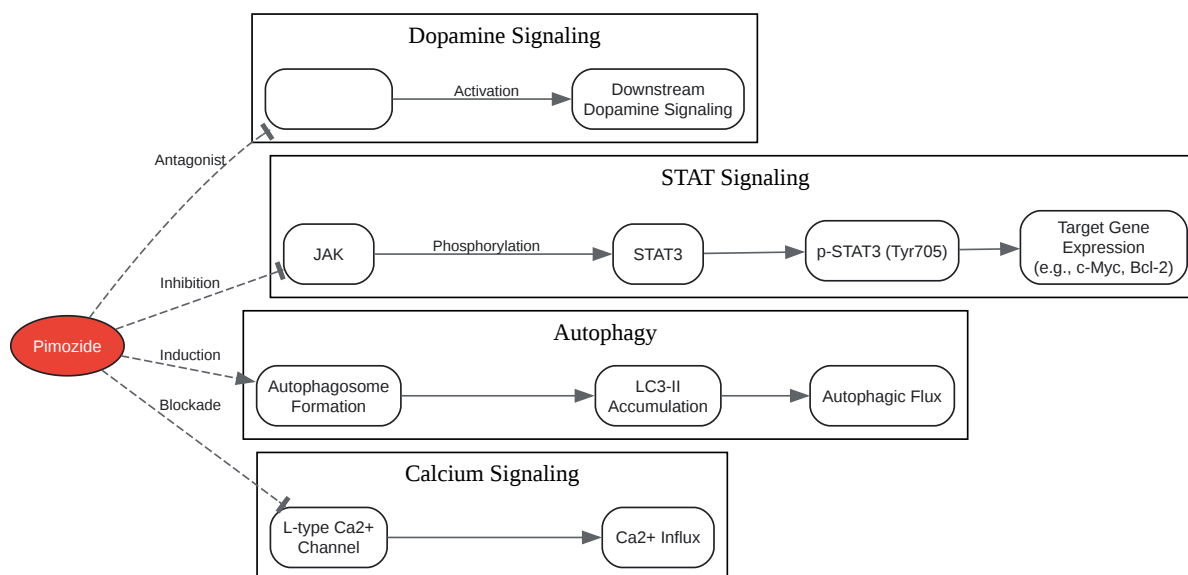 Dopamine Signaling
Activation
Downstream
Dopamine Signaling
Antagonist
STAT Signaling
JAK
Phosphorylation
STAT3
p-STAT3 (Tyr705)
Target Gene
Expression
(e.g., c-Myc, Bcl-2)
Inhibition
Pimozide
Autophagy
Induction
Autophagosome
Formation
LC3-II
Accumulation
Autophagic Flux
Blockade
Calcium Signaling
L-type Ca2+
Channel
Ca2+ Influx